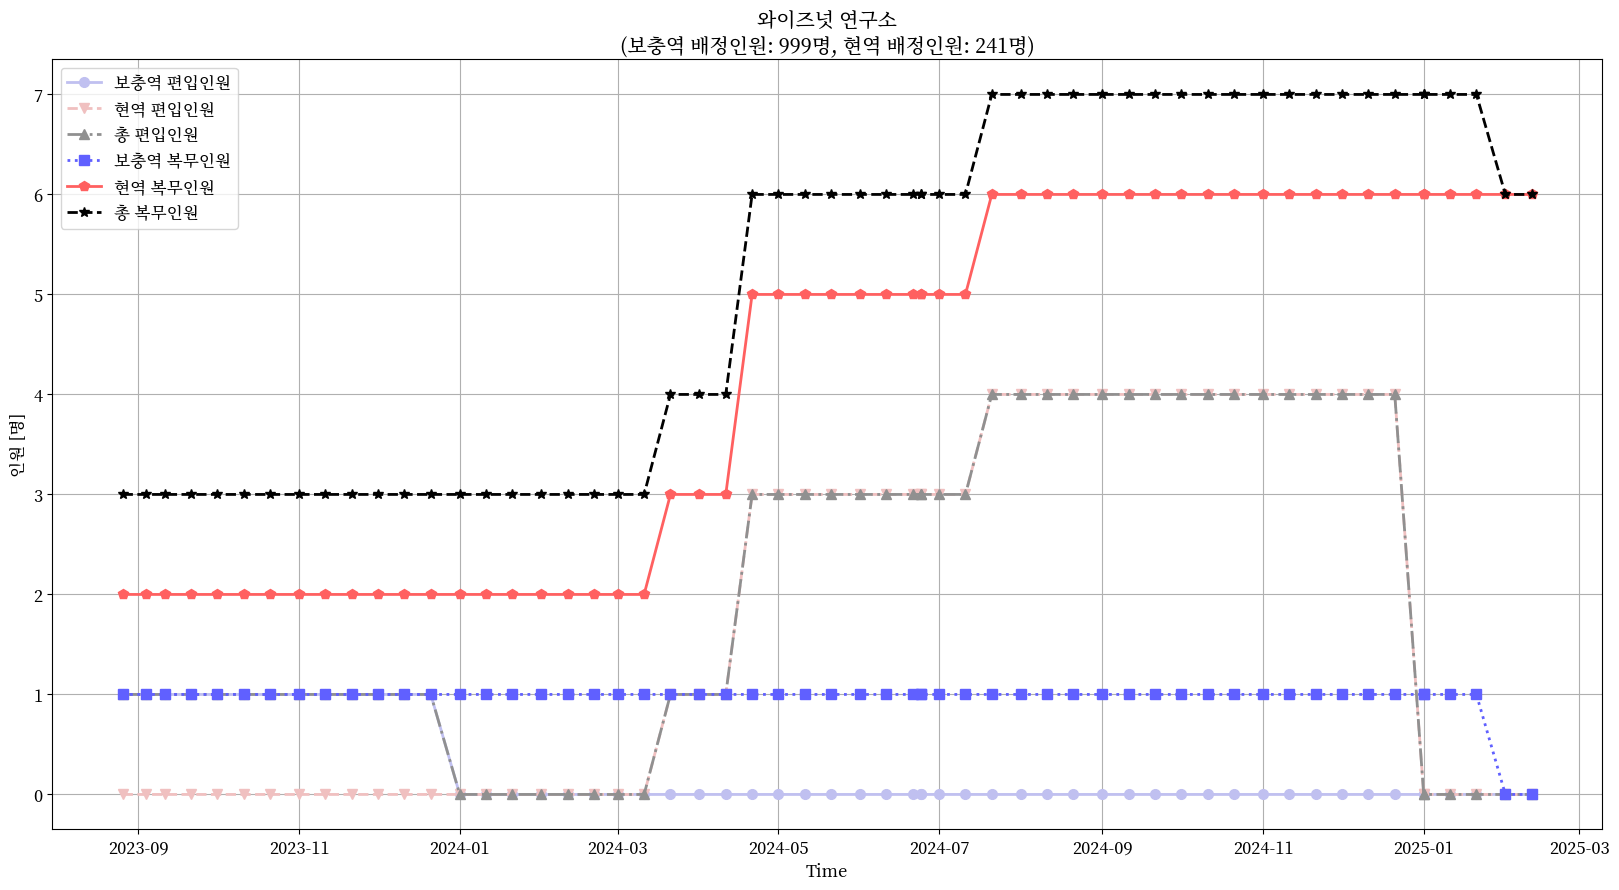 와이즈넛 연구소
(보충역 배정인원: 999명, 현역 배정인원: 241명)
보충역 편입인원
현역 편입인원
총 편입인원
보충역 복무인원
현역 복무인원
총 복무인원
7
6
5
4
3
2
1
0
인원 [명]
2023-09
2023-11
2024-01
2024-03
2024-05
2024-07
2024-09
2024-11
2025-01
2025-03
Time